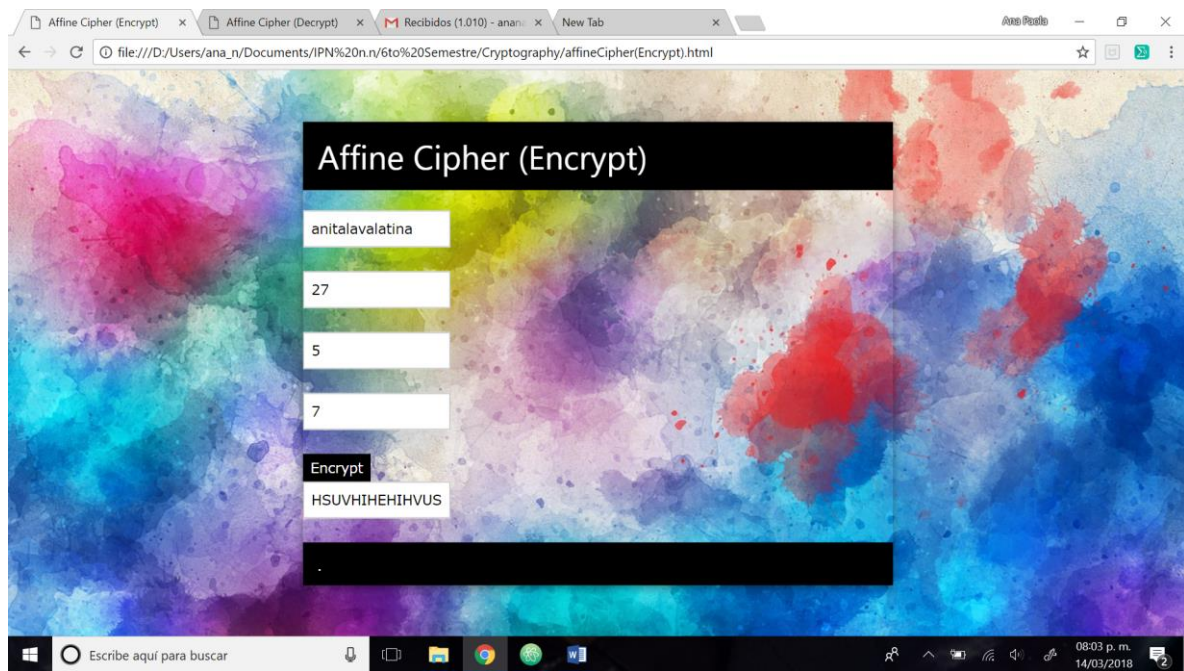 Affine Cipher (Encrypt)
Affine Cipher (Decrypt)
Recibidos (1.010) - anan
New Tab
Ana Paola
file:///D:/Users/ana_n/Documents/IPN%20n.n/6to%20Semestre/Cryptography/affineCipher(Encrypt).html
Affine Cipher (Encrypt)
anitalavalatina
27
5
7
Encrypt
HSUVHIHEHIHVUS
.
Escribe aquí para buscar
08:03 p. m.
14/03/2018
2